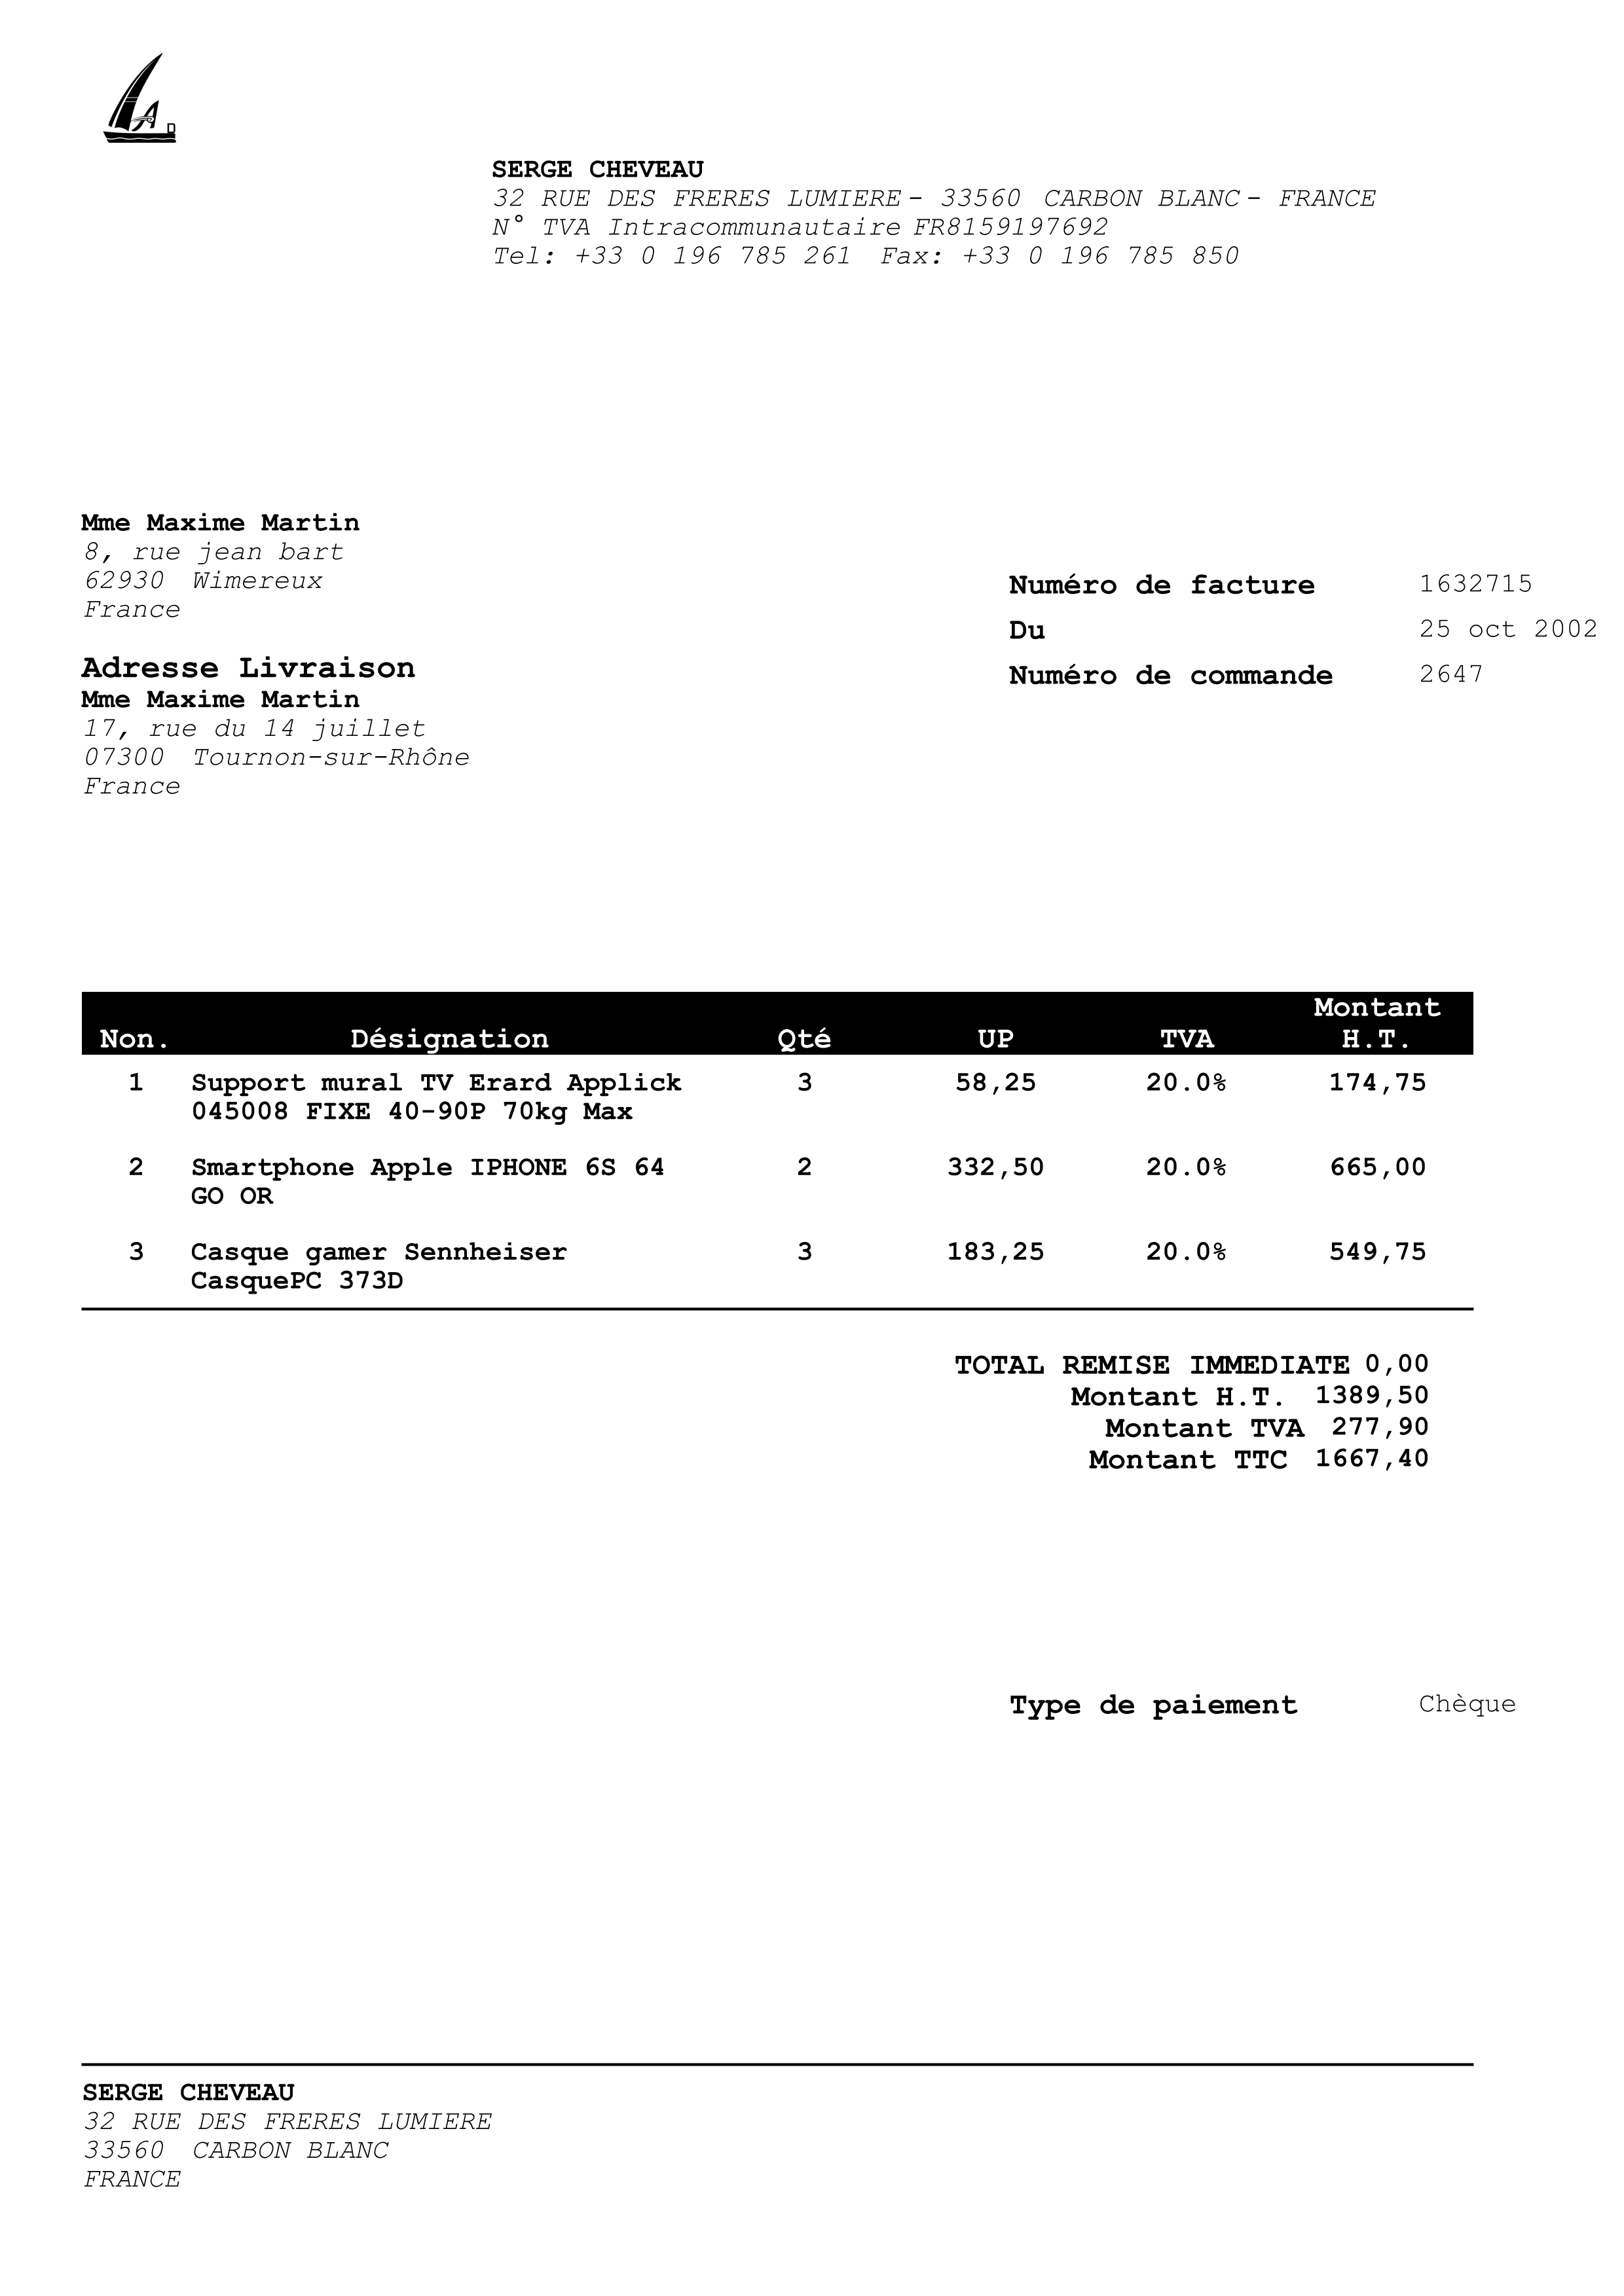 SERGE CHEVEAU
32 RUE DES FRERES LUMIERE - 33560 CARBON BLANC - FRANCE
N° TVA Intracommunautaire FR8159197692
Tel: +33 0 196 785 261 Fax: +33 0 196 785 850
Mme Maxime Martin
8, rue jean bart
62930 Wimereux
France
Numéro de facture 1632715
Du 25 oct 2002
Numéro de commande 2647
Adresse Livraison
Mme Maxime Martin
17, rue du 14 juillet
07300 Tournon-sur-Rhône
France
Non. Désignation Qté UP TVA Montant H.T.
1 Support mural TV Erard Applick 3 58,25 20.0% 174,75
045008 FIXE 40-90P 70kg Max
2 Smartphone Apple IPHONE 6S 64 2 332,50 20.0% 665,00
GO OR
3 Casque gamer Sennheiser 3 183,25 20.0% 549,75
CasquePC 373D
TOTAL REMISE IMMEDIATE 0,00
Montant H.T. 1389,50
Montant TVA 277,90
Montant TTC 1667,40
Type de paiement Chèque
SERGE CHEVEAU
32 RUE DES FRERES LUMIERE
33560 CARBON BLANC
FRANCE